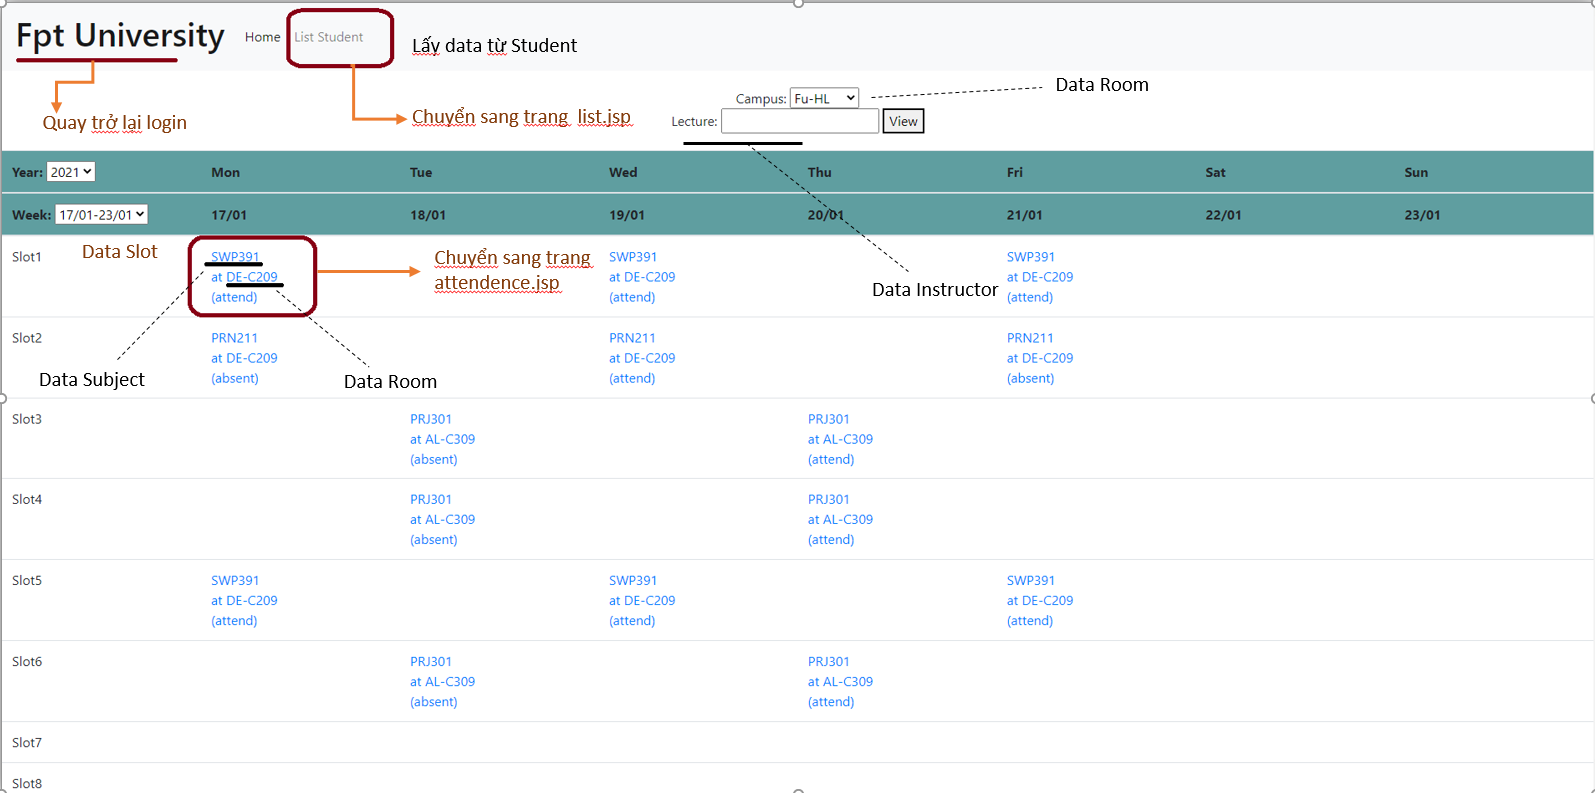 Fpt University Home List Student Lấy data từ Student
Data Room
Campus: Fu-HL
Quay trở lại login
Chuyển sang trang list.jsp
Lecture: View
Year: 2021 Mon Tue Wed Thu Fri Sat Sun
Week: 17/01-23/01 17/01 18/01 19/01 20/01 21/01 22/01 23/01
Slot1
Data Slot
SWP391
at DE-C209
(attend)
Chuyển sang trang
attendence.jsp
SWP391
at DE-C209
(attend)
Data Instructor
SWP391
at DE-C209
(attend)
Slot2
PRN211
at DE-C209
(absent)
PRN211
at DE-C209
(attend)
PRN211
at DE-C209
(absent)
Data Subject
Data Room
Slot3
PRJ301
at AL-C309
(absent)
PRJ301
at AL-C309
(attend)
Slot4
PRJ301
at AL-C309
(absent)
PRJ301
at AL-C309
(attend)
Slot5
SWP391
at DE-C209
(attend)
SWP391
at DE-C209
(attend)
SWP391
at DE-C209
(attend)
Slot6
PRJ301
at AL-C309
(absent)
PRJ301
at AL-C309
(attend)
Slot7
Slot8